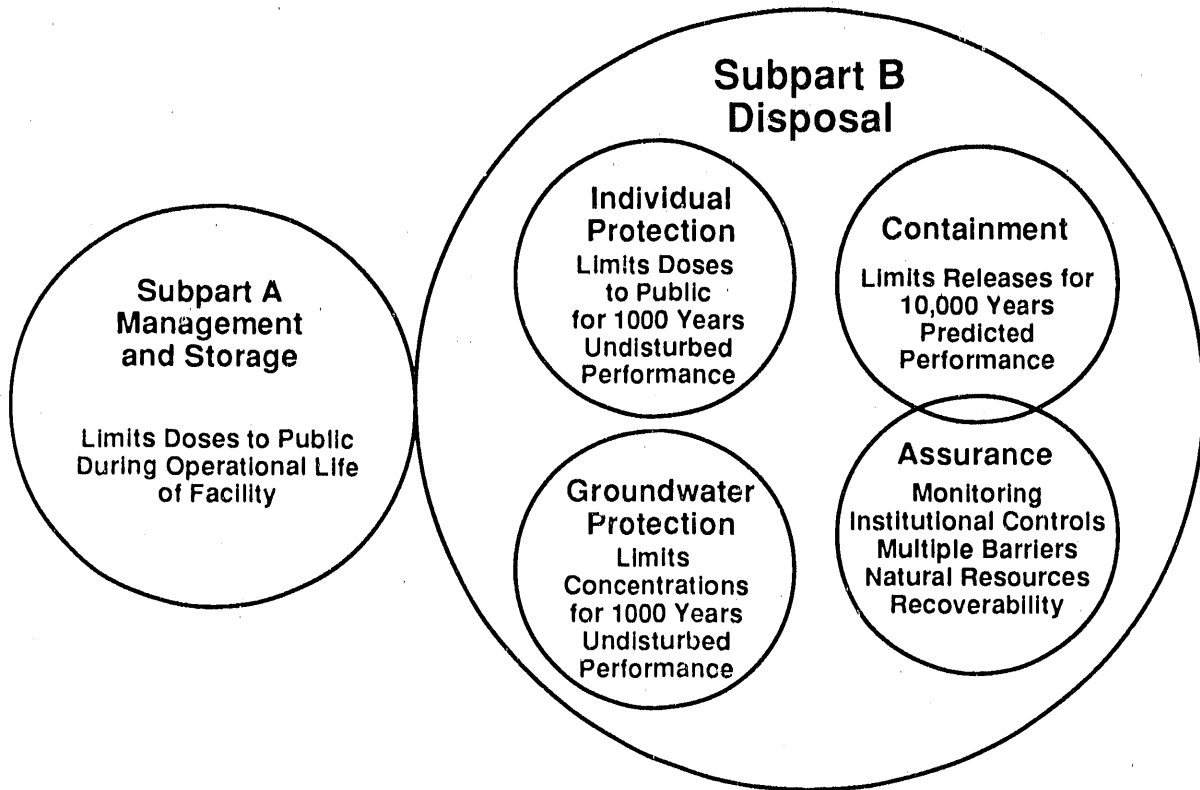 Subpart B
Disposal
Subpart A
Management
and Storage
Limits Doses to Public
During Operational Life
of Facility
Individual
Protection
Limits Doses
to Public
for 1000 Years
Undisturbed
Performance
Containment
Limits Releases for
10,000 Years
Predicted
Performance
Groundwater
Protection
Limits
Concentrations
for 1000 Years
Undisturbed
Performance
Assurance
Monitoring
Institutional Controls
Multiple Barriers
Natural Resources
Recoverability